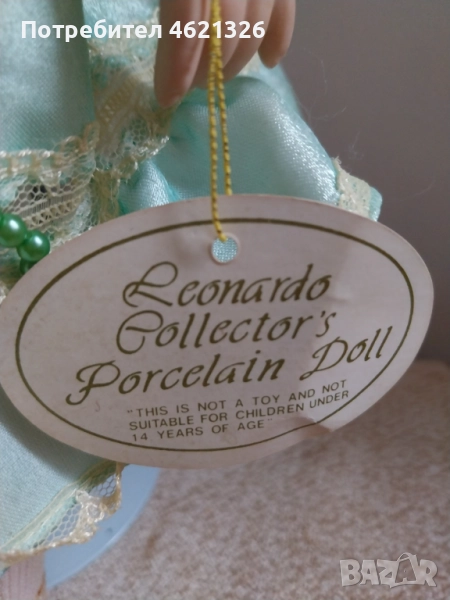 Потребител 4621326
Leonardo
Collector's
Porcelain Doll
"THIS IS NOT A TOY AND NOT
SUITABLE FOR CHILDREN UNDER
14 YEARS OF AGE"
BAZAR